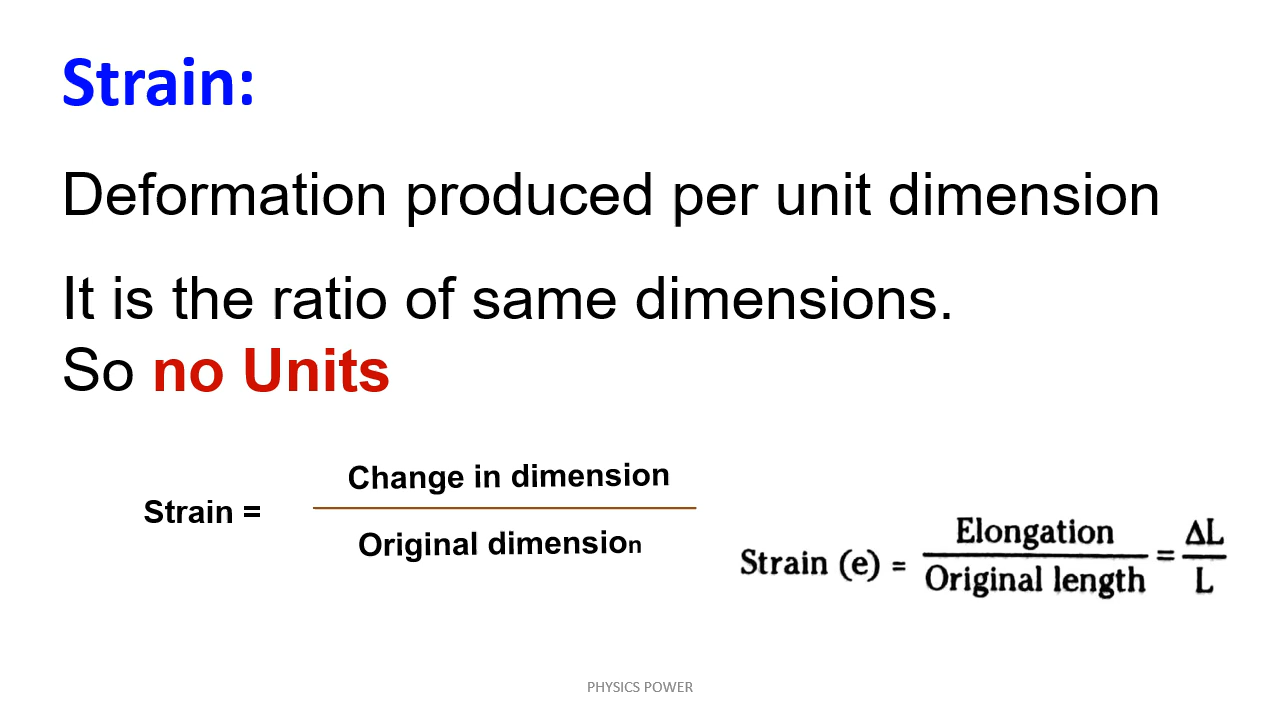 Strain:
Deformation produced per unit dimension
It is the ratio of same dimensions.
So no Units
Strain =
Change in dimension
Original dimension
Strain (e) =
Elongation
Original length
=
ΔL
L
PHYSICS POWER